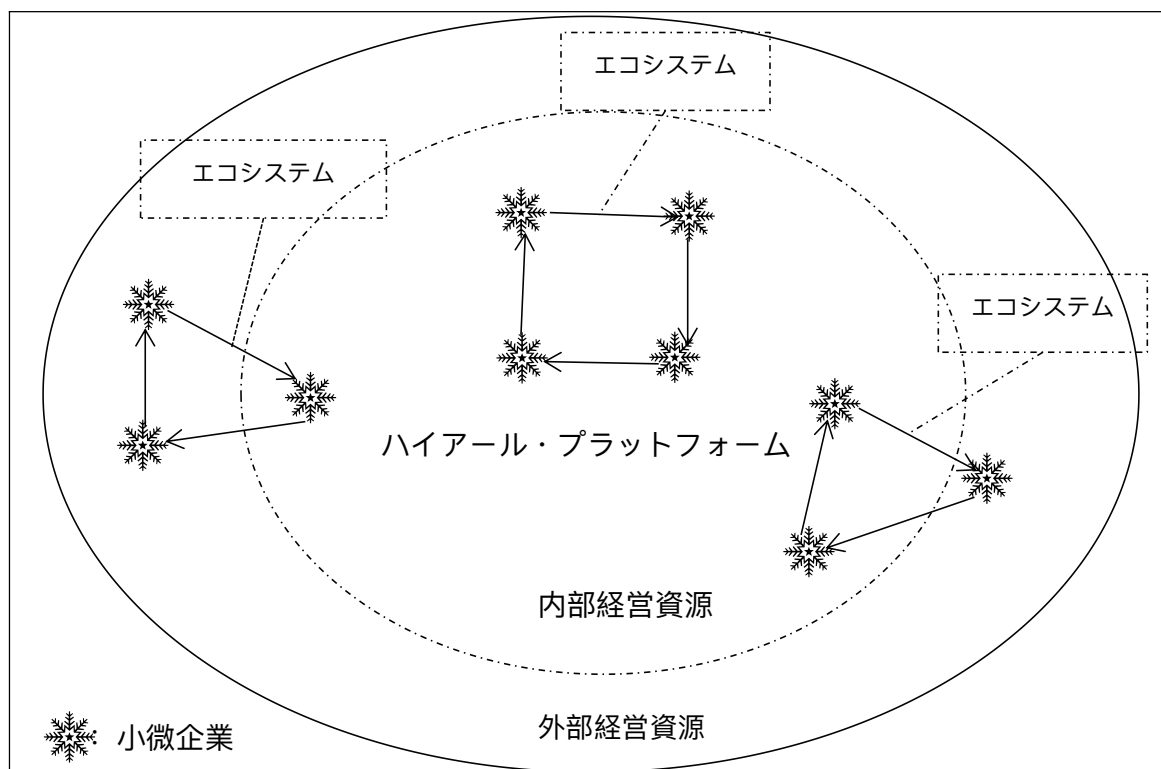 エコシステム
エコシステム
エコシステム
ハイアール・プラットフォーム
内部経営資源
外部経営資源
: 小微企業